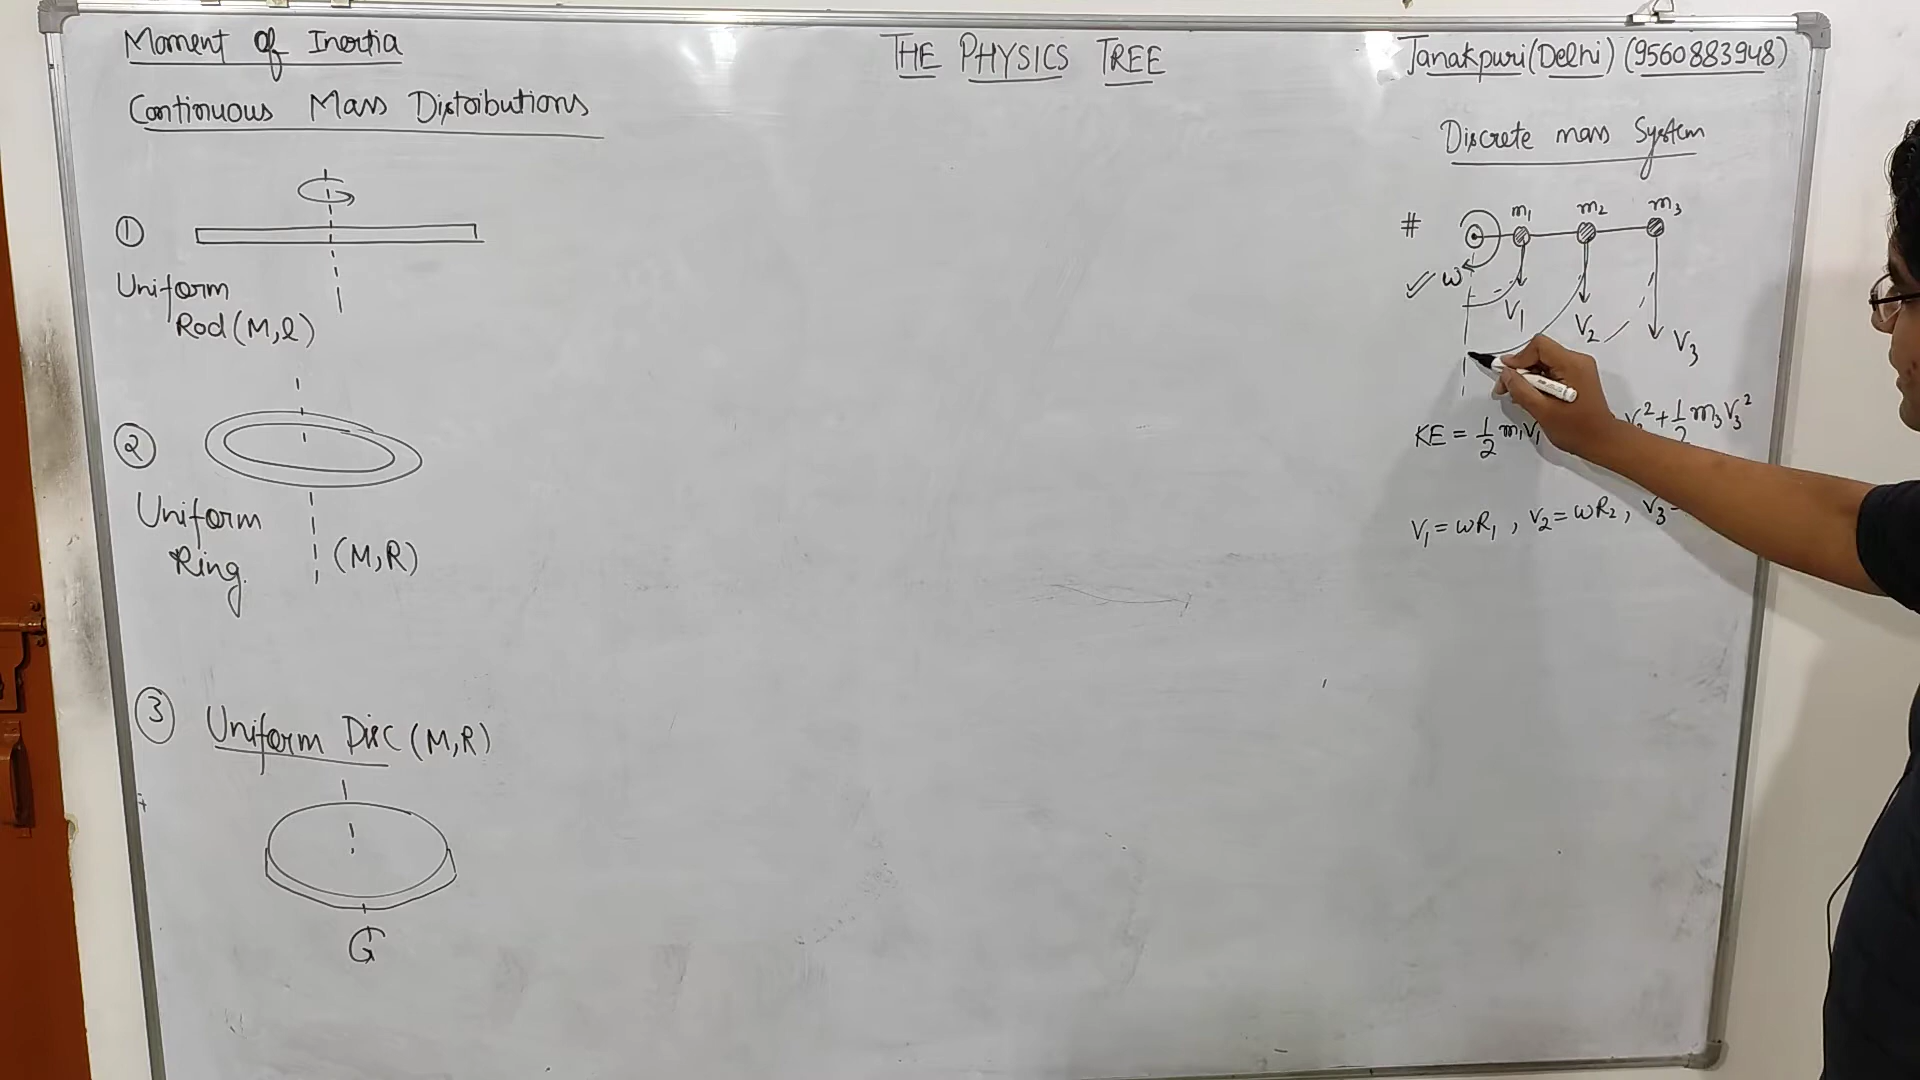 Moment of Inertia
THE PHYSICS TREE
Janakpuri (Delhi) (9560883948)
Continuous Mass Distributions
①
Uniform
Rod (M,l)
②
Uniform
Ring.
(M,R)
③ Uniform Disc (M,R)
Discrete mass System
# m₁ m₂ m₃
✓ ω
V₁ V₂ V₃
KE = 1/2 m₁V₁ V₂² + 1/2 m₃V₃²
V₁ = ωR₁ , V₂ = ωR₂ , V₃ =